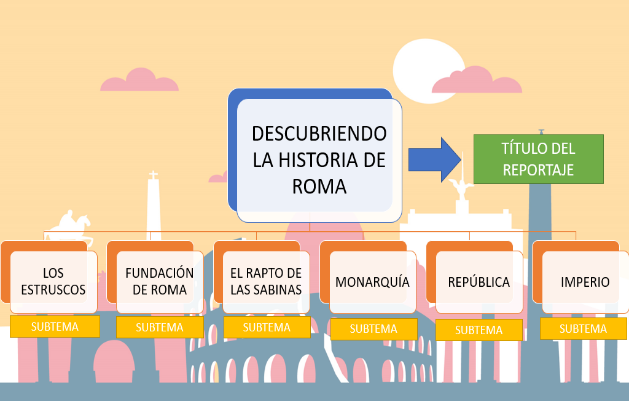 DESCUBRIENDO
LA HISTORIA DE
ROMA
TÍTULO DEL
REPORTAJE
LOS
ESTRUSCOS
FUNDACIÓN
DE ROMA
EL RAPTO DE
LAS SABINAS
MONARQUÍA
REPÚBLICA
IMPERIO
SUBTEMA
SUBTEMA
SUBTEMA
SUBTEMA
SUBTEMA
SUBTEMA